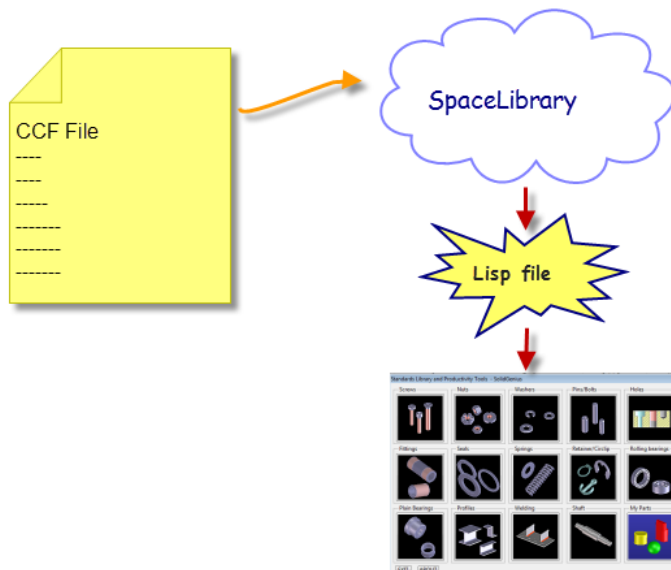 CCF File
----
----
-----
-------
-------
-------
SpaceLibrary
Lisp file
Standards Library and Productivity Tools - SolidGenius
Screws
Nuts
Washers
Pins/Bolts
Holes
Fittings
Seals
Springs
Retainer/Circlip
Rolling bearings
Plain Bearings
Profiles
Welding
Shaft
My Parts